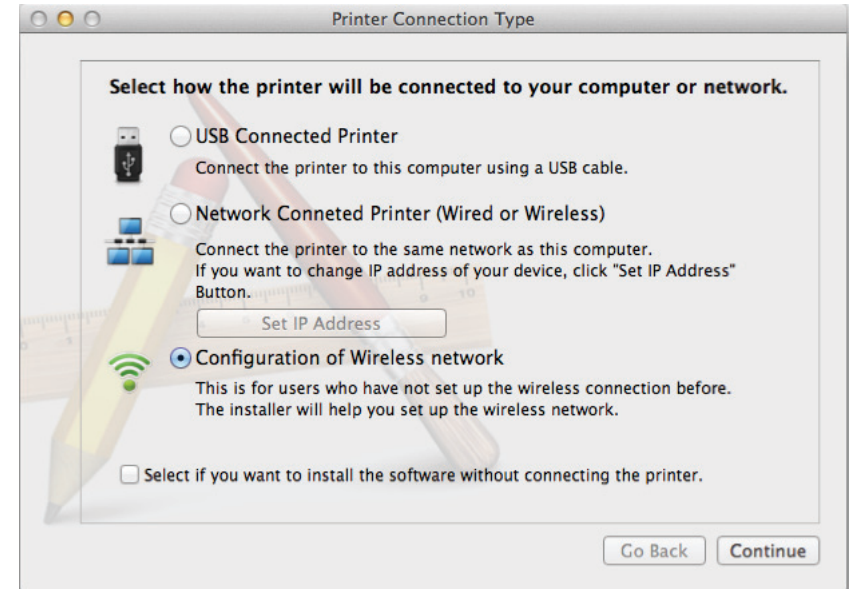 Printer Connection Type
Select how the printer will be connected to your computer or network.
USB Connected Printer
Connect the printer to this computer using a USB cable.
Network Conneted Printer (Wired or Wireless)
Connect the printer to the same network as this computer.
If you want to change IP address of your device, click "Set IP Address"
Button.
Set IP Address
Configuration of Wireless network
This is for users who have not set up the wireless connection before.
The installer will help you set up the wireless network.
Select if you want to install the software without connecting the printer.
Go Back
Continue